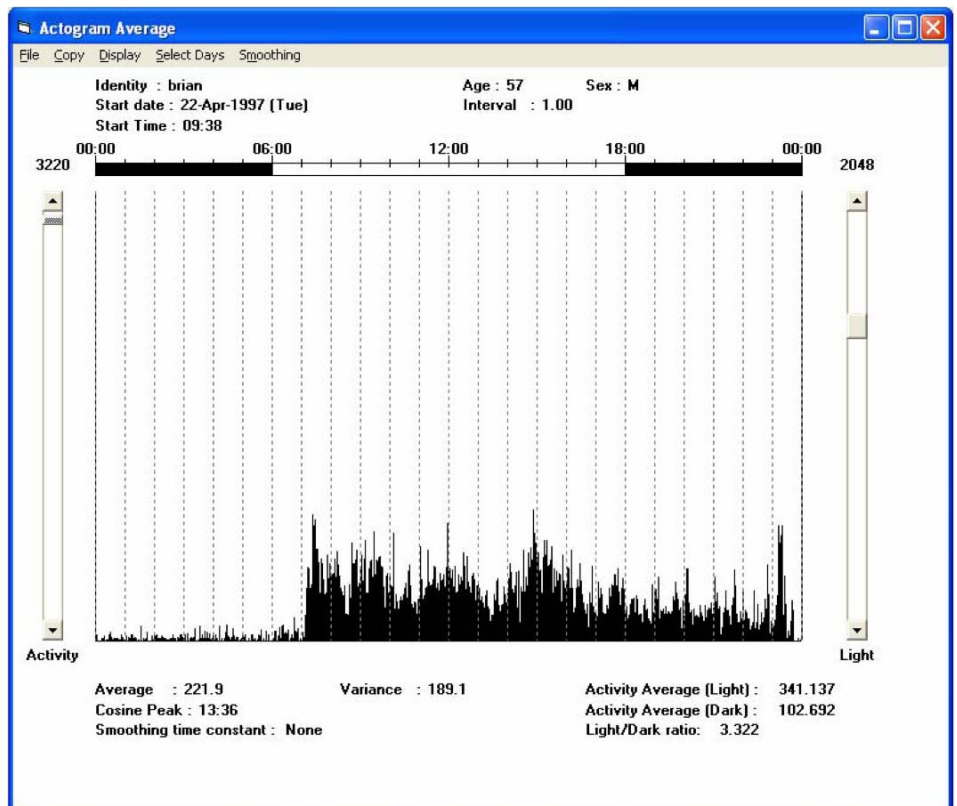 Actogram Average
File Copy Display Select Days Smoothing
Identity : brian Age : 57 Sex : M
Start date : 22-Apr-1997 (Tue) Interval : 1.00
Start Time : 09:38
00:00 06:00 12:00 18:00 00:00
3220 2048
Activity Light
Average : 221.9 Variance : 189.1 Activity Average (Light) : 341.137
Cosine Peak : 13:36 Activity Average (Dark) : 102.692
Smoothing time constant : None Light/Dark ratio: 3.322